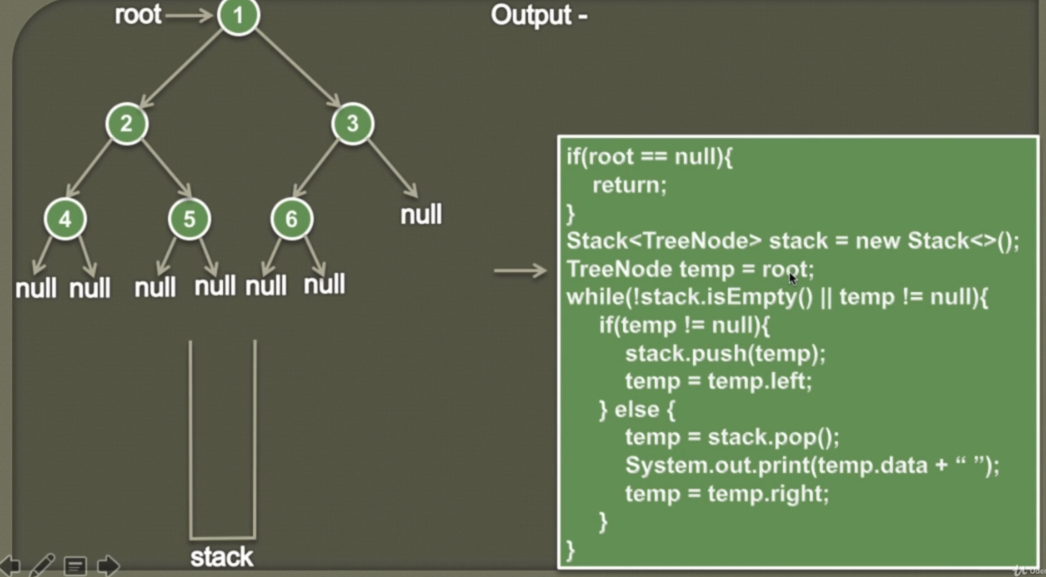 root
1
Output -
2
3
4
5
6
null
null null null null null null
if(root == null){
return;
}
Stack<TreeNode> stack = new Stack<>();
TreeNode temp = root;
while(!stack.isEmpty() || temp != null){
if(temp != null){
stack.push(temp);
temp = temp.left;
} else {
temp = stack.pop();
System.out.print(temp.data + “ ”);
temp = temp.right;
}
}
stack